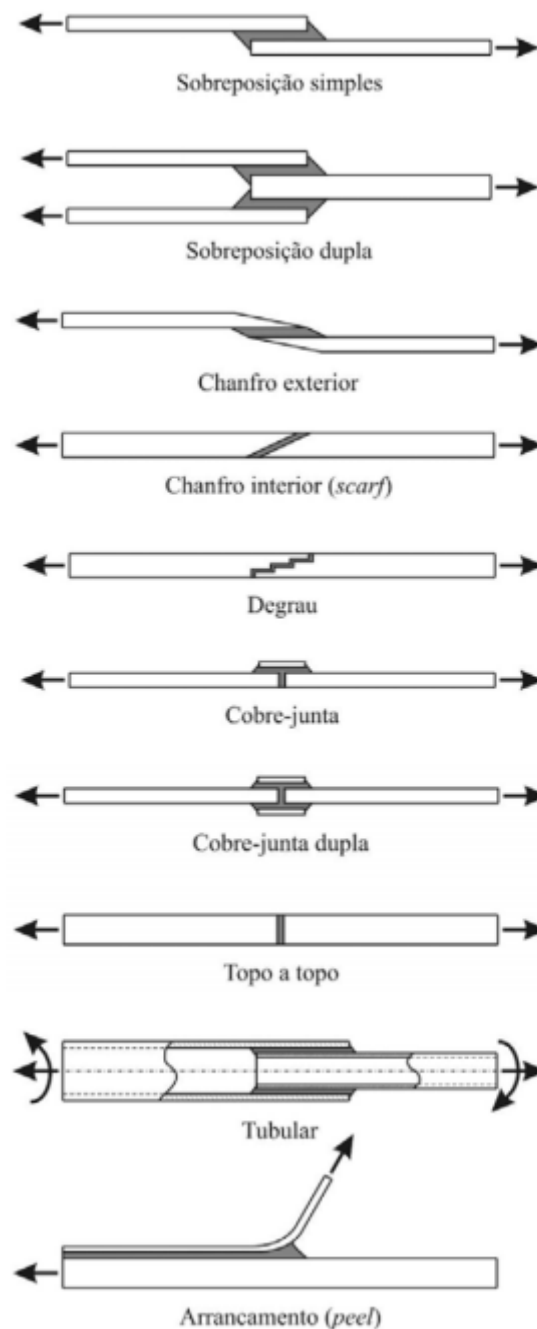 Sobreposição simples
Sobreposição dupla
Chanfro exterior
Chanfro interior (scarf)
Degrau
Cobre-junta
Cobre-junta dupla
Topo a topo
Tubular
Arrancamento (peel)